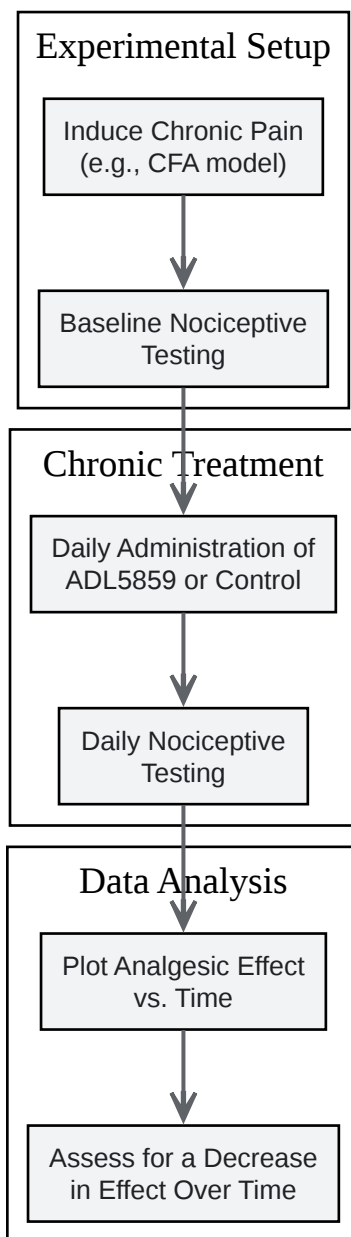 Experimental Setup
Induce Chronic Pain
(e.g., CFA model)
Baseline Nociceptive
Testing
Chronic Treatment
Daily Administration of
ADL5859 or Control
Daily Nociceptive
Testing
Data Analysis
Plot Analgesic Effect
vs. Time
Assess for a Decrease
in Effect Over Time